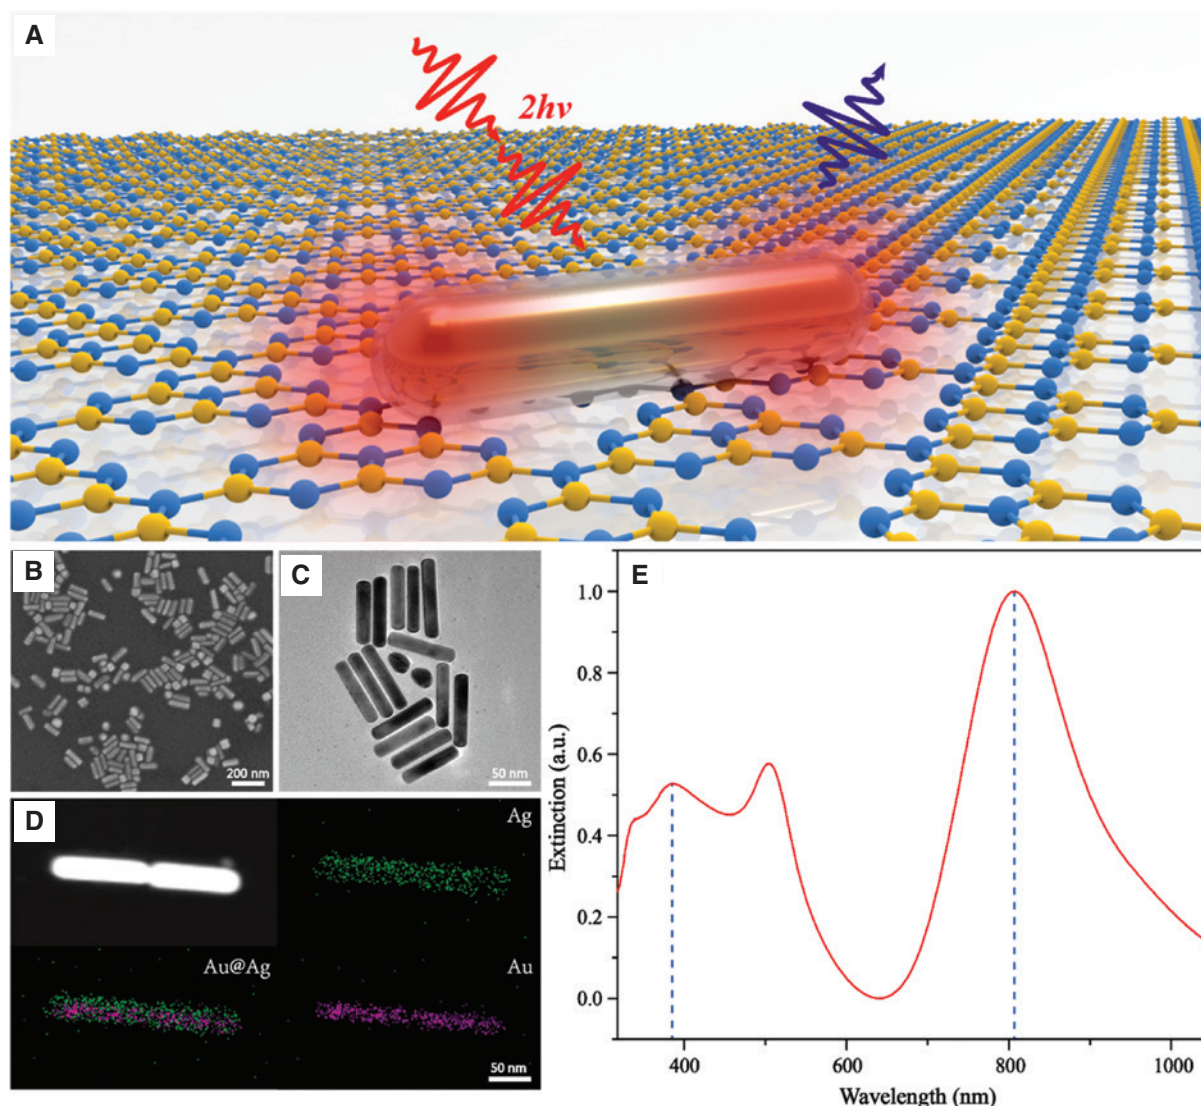 A
2hν
B
200 nm
C
50 nm
D
Ag
Au@Ag
Au
50 nm
E
Extinction (a.u.)
1.0
0.8
0.6
0.4
0.2
0.0
400
600
800
1000
Wavelength (nm)